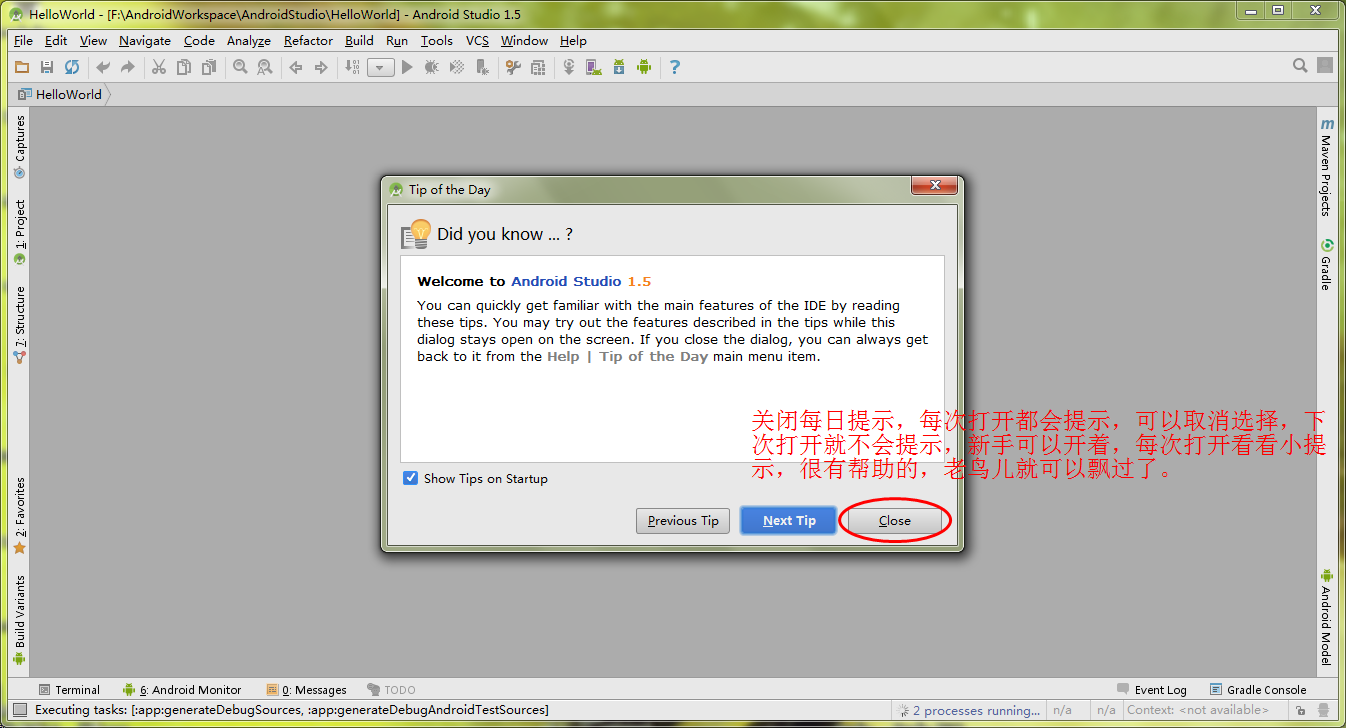 HelloWorld - [F:\AndroidWorkspace\AndroidStudio\HelloWorld] - Android Studio 1.5
File Edit View Navigate Code Analyze Refactor Build Run Tools VCS Window Help
HelloWorld
Captures
1: Project
7: Structure
2: Favorites
Build Variants
Tip of the Day
Did you know ... ?
Welcome to Android Studio 1.5
You can quickly get familiar with the main features of the IDE by reading
these tips. You may try out the features described in the tips while this
dialog stays open on the screen. If you close the dialog, you can always get
back to it from the Help | Tip of the Day main menu item.
关闭每日提示，每次打开都会提示，可以取消选择，下
次打开就不会提示，新手可以开着，每次打开看看小提
示，很有帮助的，老鸟儿就可以飘过了。
Show Tips on Startup
Previous Tip Next Tip Close
m Maven Projects
Gradle
Android Model
Terminal 6: Android Monitor 0: Messages TODO Event Log Gradle Console
Executing tasks: [:app:generateDebugSources, :app:generateDebugAndroidTestSources] 2 processes running... n/a n/a Context: <not available>